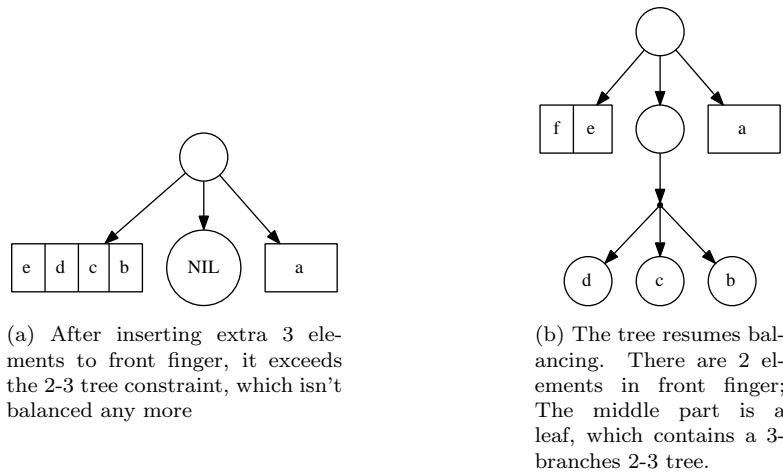 f e a
e d c b NIL a
d c b
(a) After inserting extra 3 ele-
ments to front finger, it exceeds
the 2-3 tree constraint, which isn't
balanced any more
(b) The tree resumes bal-
ancing. There are 2 el-
ements in front finger;
The middle part is a
leaf, which contains a 3-
branches 2-3 tree.